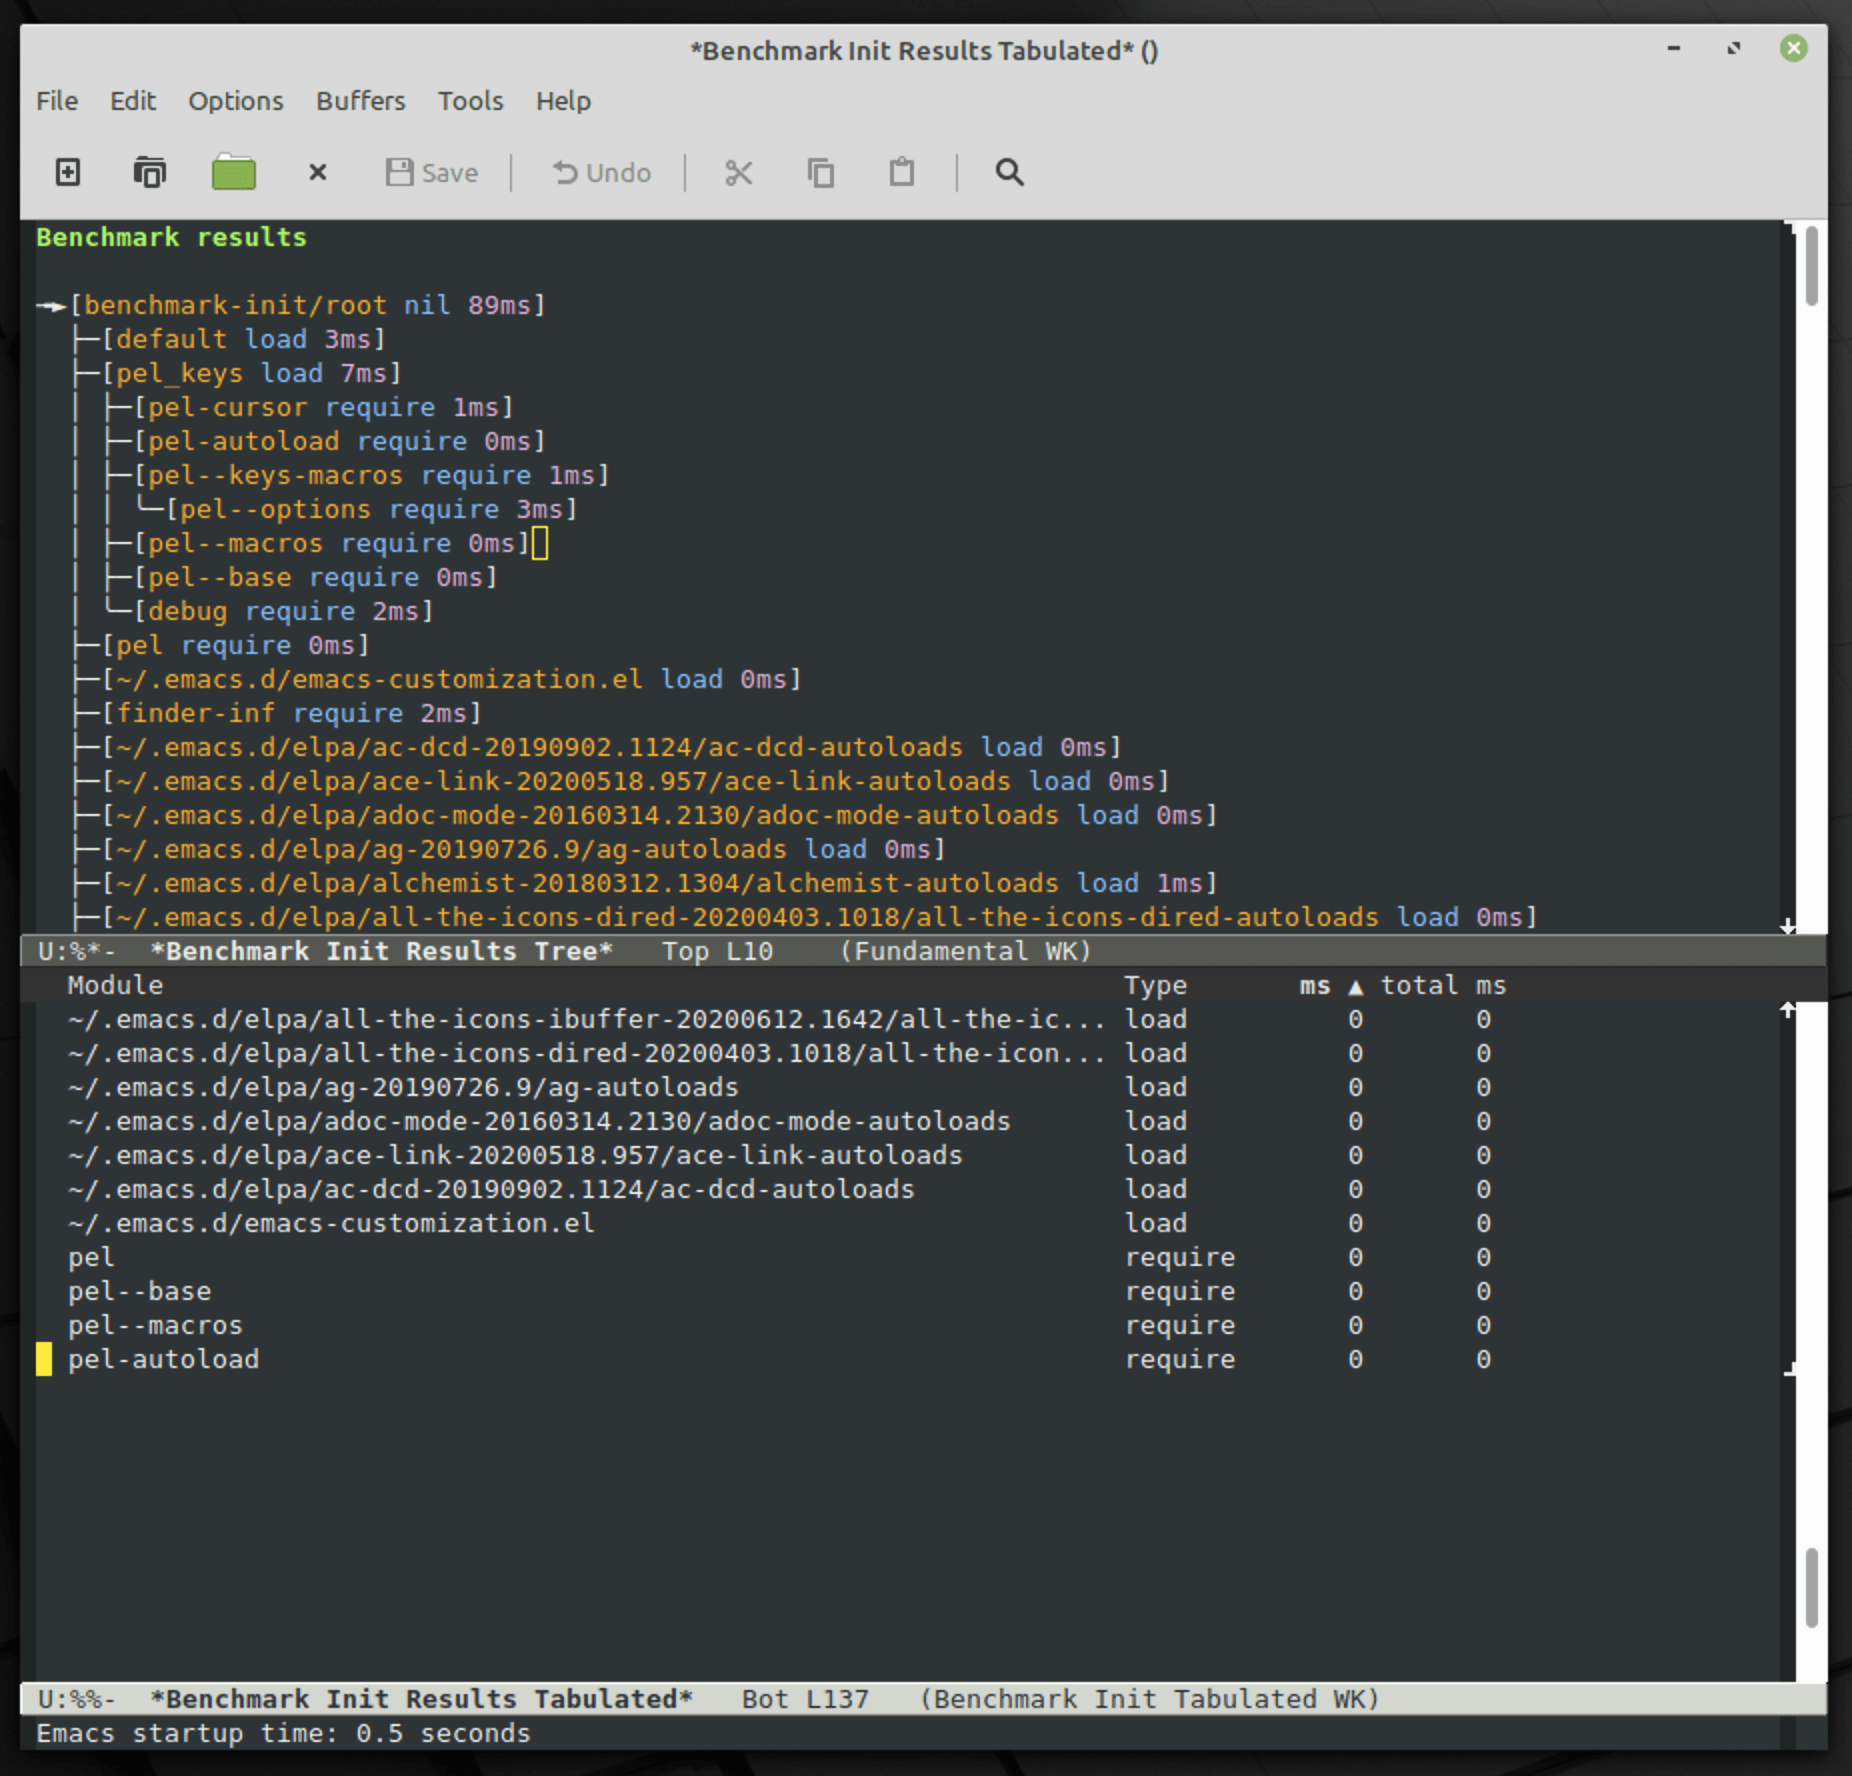 *Benchmark Init Results Tabulated* ()
File Edit Options Buffers Tools Help
Save Undo
Benchmark results
[benchmark-init/root nil 89ms]
├─[default load 3ms]
├─[pel_keys load 7ms]
│ ├─[pel-cursor require 1ms]
│ ├─[pel-autoload require 0ms]
│ ├─[pel--keys-macros require 1ms]
│ │ ╰─[pel--options require 3ms]
│ ├─[pel--macros require 0ms]
│ ├─[pel--base require 0ms]
│ ╰─[debug require 2ms]
├─[pel require 0ms]
├─[~/.emacs.d/emacs-customization.el load 0ms]
├─[finder-inf require 2ms]
├─[~/.emacs.d/elpa/ac-dcd-20190902.1124/ac-dcd-autoloads load 0ms]
├─[~/.emacs.d/elpa/ace-link-20200518.957/ace-link-autoloads load 0ms]
├─[~/.emacs.d/elpa/adoc-mode-20160314.2130/adoc-mode-autoloads load 0ms]
├─[~/.emacs.d/elpa/ag-20190726.9/ag-autoloads load 0ms]
├─[~/.emacs.d/elpa/alchemist-20180312.1304/alchemist-autoloads load 1ms]
├─[~/.emacs.d/elpa/all-the-icons-dired-20200403.1018/all-the-icons-dired-autoloads load 0ms]
U:%*- *Benchmark Init Results Tree* Top L10 (Fundamental WK)
Module Type ms ▲ total ms
~/.emacs.d/elpa/all-the-icons-ibuffer-20200612.1642/all-the-ic... load 0 0
~/.emacs.d/elpa/all-the-icons-dired-20200403.1018/all-the-icon... load 0 0
~/.emacs.d/elpa/ag-20190726.9/ag-autoloads load 0 0
~/.emacs.d/elpa/adoc-mode-20160314.2130/adoc-mode-autoloads load 0 0
~/.emacs.d/elpa/ace-link-20200518.957/ace-link-autoloads load 0 0
~/.emacs.d/elpa/ac-dcd-20190902.1124/ac-dcd-autoloads load 0 0
~/.emacs.d/emacs-customization.el load 0 0
pel require 0 0
pel--base require 0 0
pel--macros require 0 0
pel-autoload require 0 0
U:%%- *Benchmark Init Results Tabulated* Bot L137 (Benchmark Init Tabulated WK)
Emacs startup time: 0.5 seconds